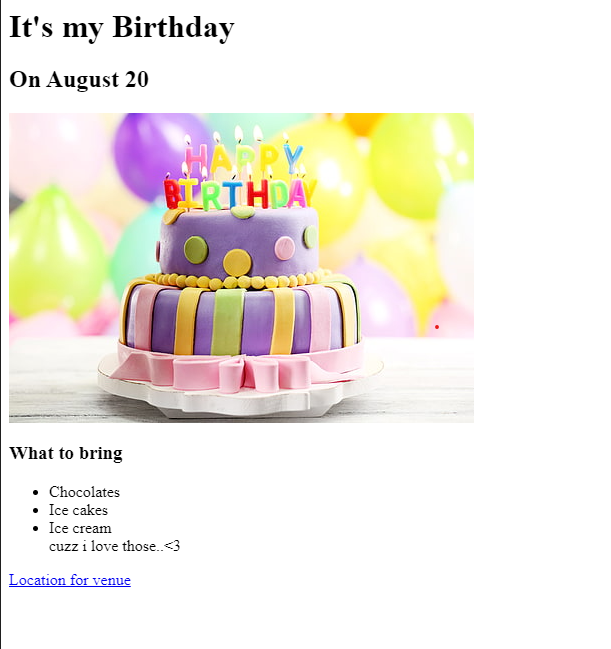 It's my Birthday
On August 20
HAPPY
BIRTHDAY
What to bring
Chocolates
Ice cakes
Ice cream
cuzz i love those..<3
Location for venue